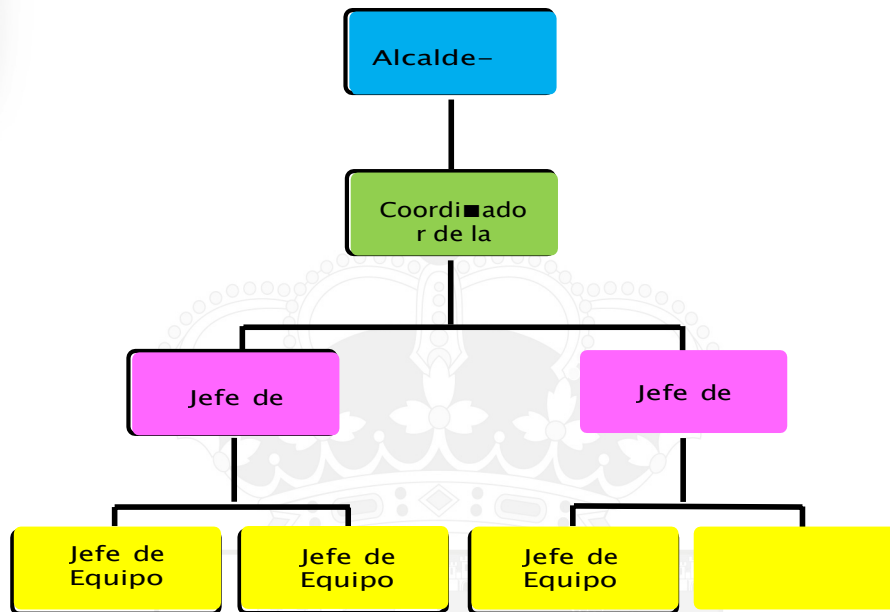 Alcalde–
Coordi■ado
r de la
Jefe de
Jefe de
Jefe de
Equipo
Jefe de
Equipo
Jefe de
Equipo